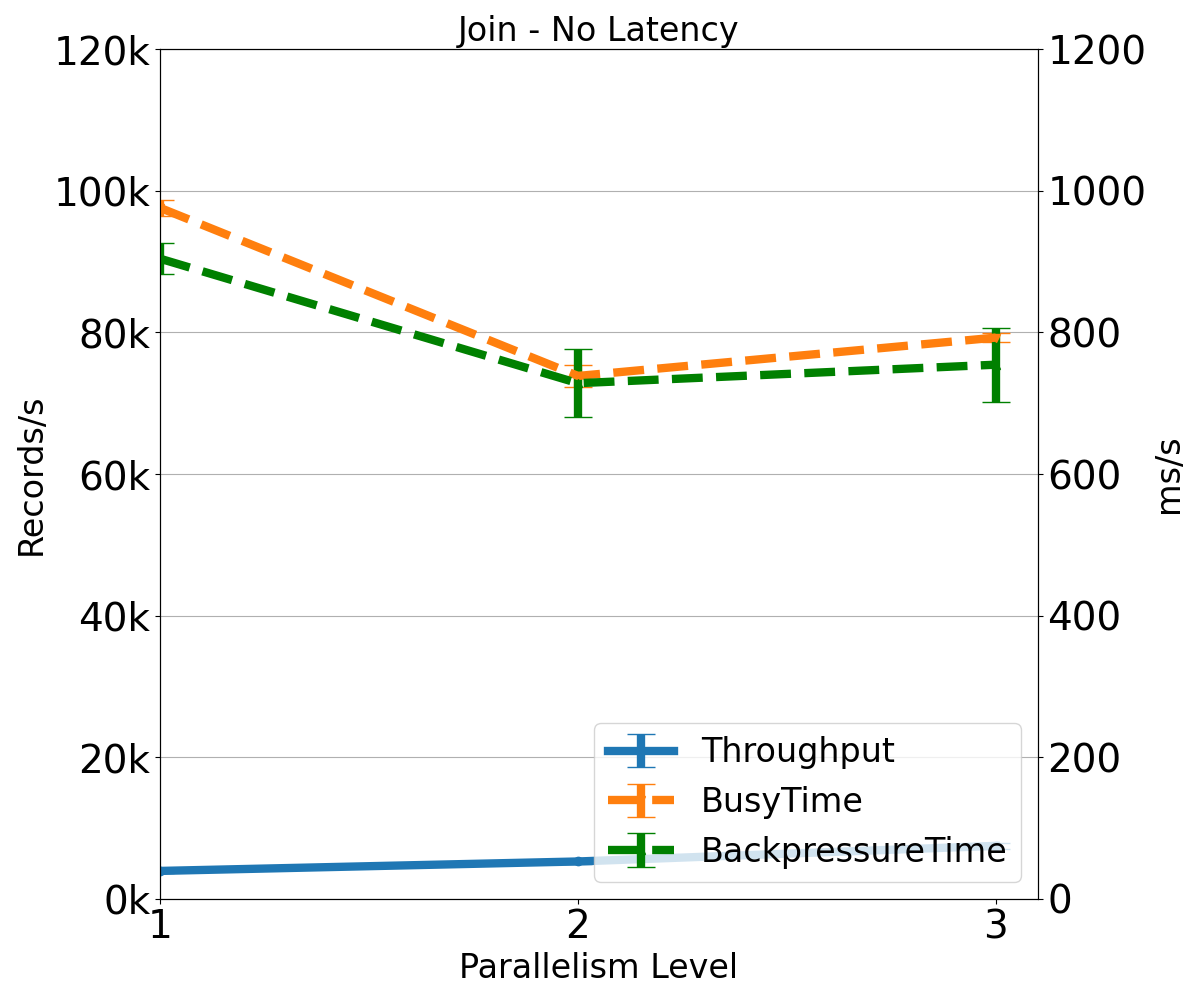 Join - No Latency
120k
100k
80k
60k
40k
20k
0k
Records/s
1200
1000
800
600
400
200
0
ms/s
Throughput
BusyTime
BackpressureTime
1 2 3
Parallelism Level